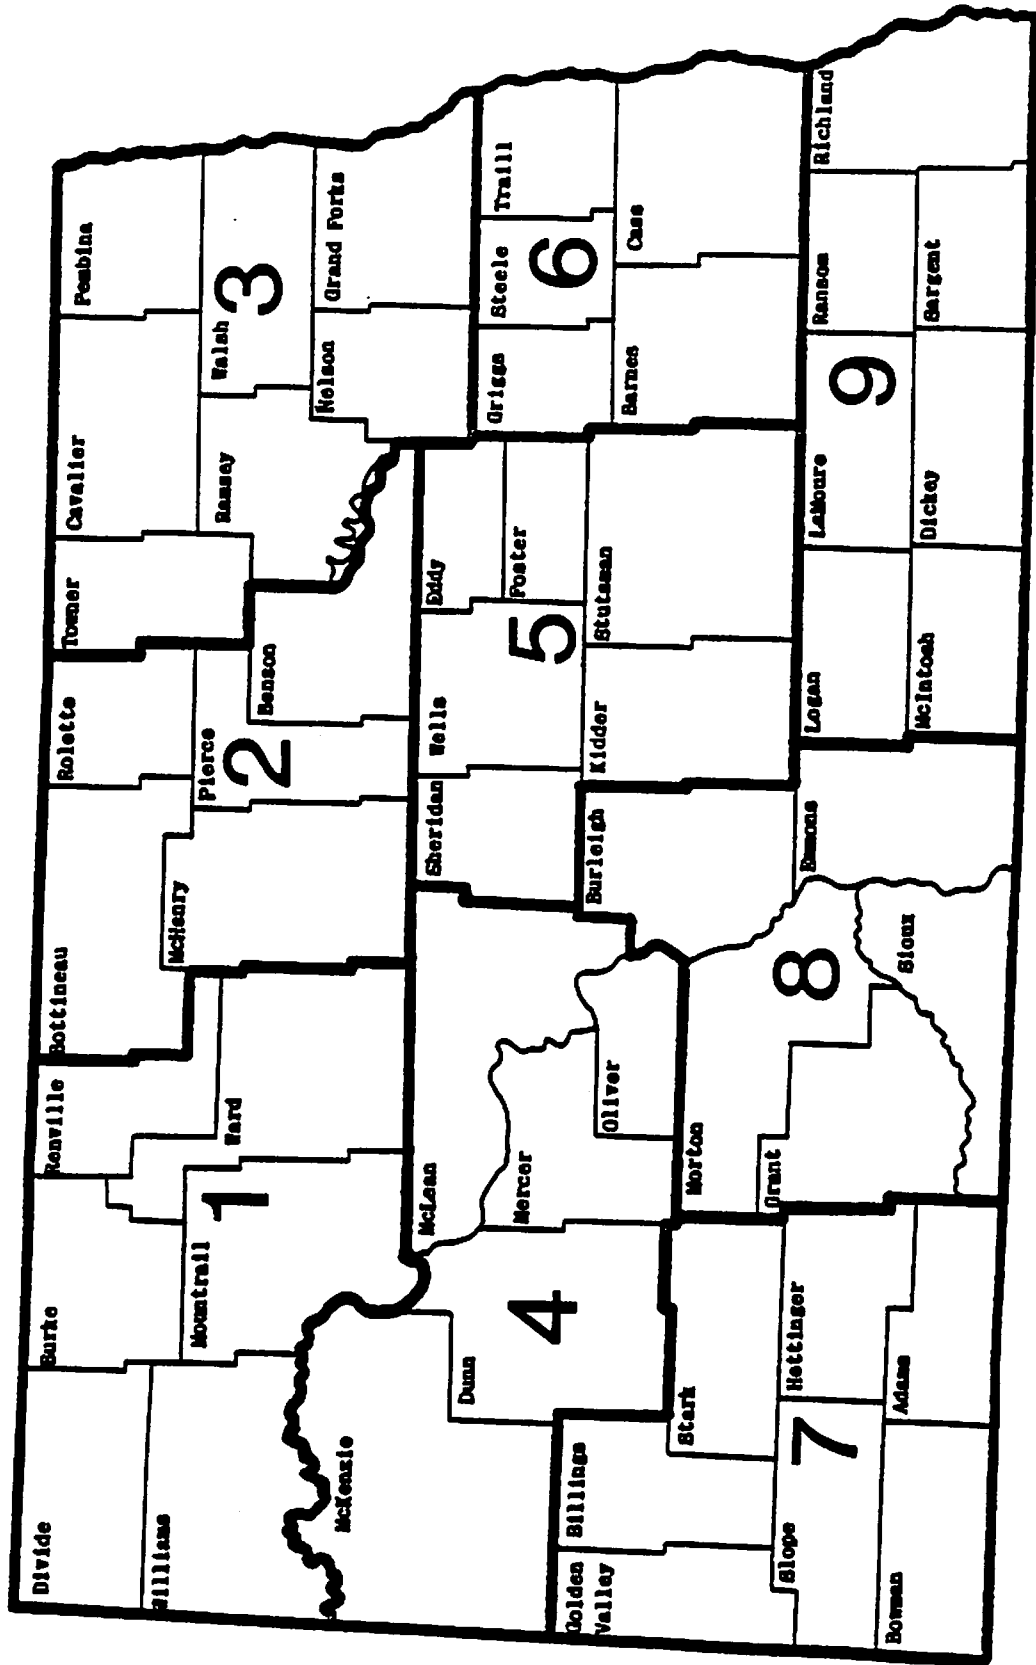 Divide
Burke
Renville
Bottineau
Rolette
Towner
Cavalier
Pembina
Williams
Mountrail
Ward
McHenry
Pierce
Benson
Ramsey
Walsh
Nelson
Grand Forks
1
2
3
McKenzie
Dunn
McLean
Mercer
Oliver
4
Sheridan
Wells
Eddy
Foster
Kidder
Stutsman
5
Griggs
Steele
Traill
Barnes
Cass
6
Golden
Valley
Billings
Stark
Slope
Hettinger
Bowman
Adams
7
Burleigh
Morton
Grant
Sioux
Emmons
8
Logan
LaMoure
Ransom
Richland
McIntosh
Dickey
Sargent
9